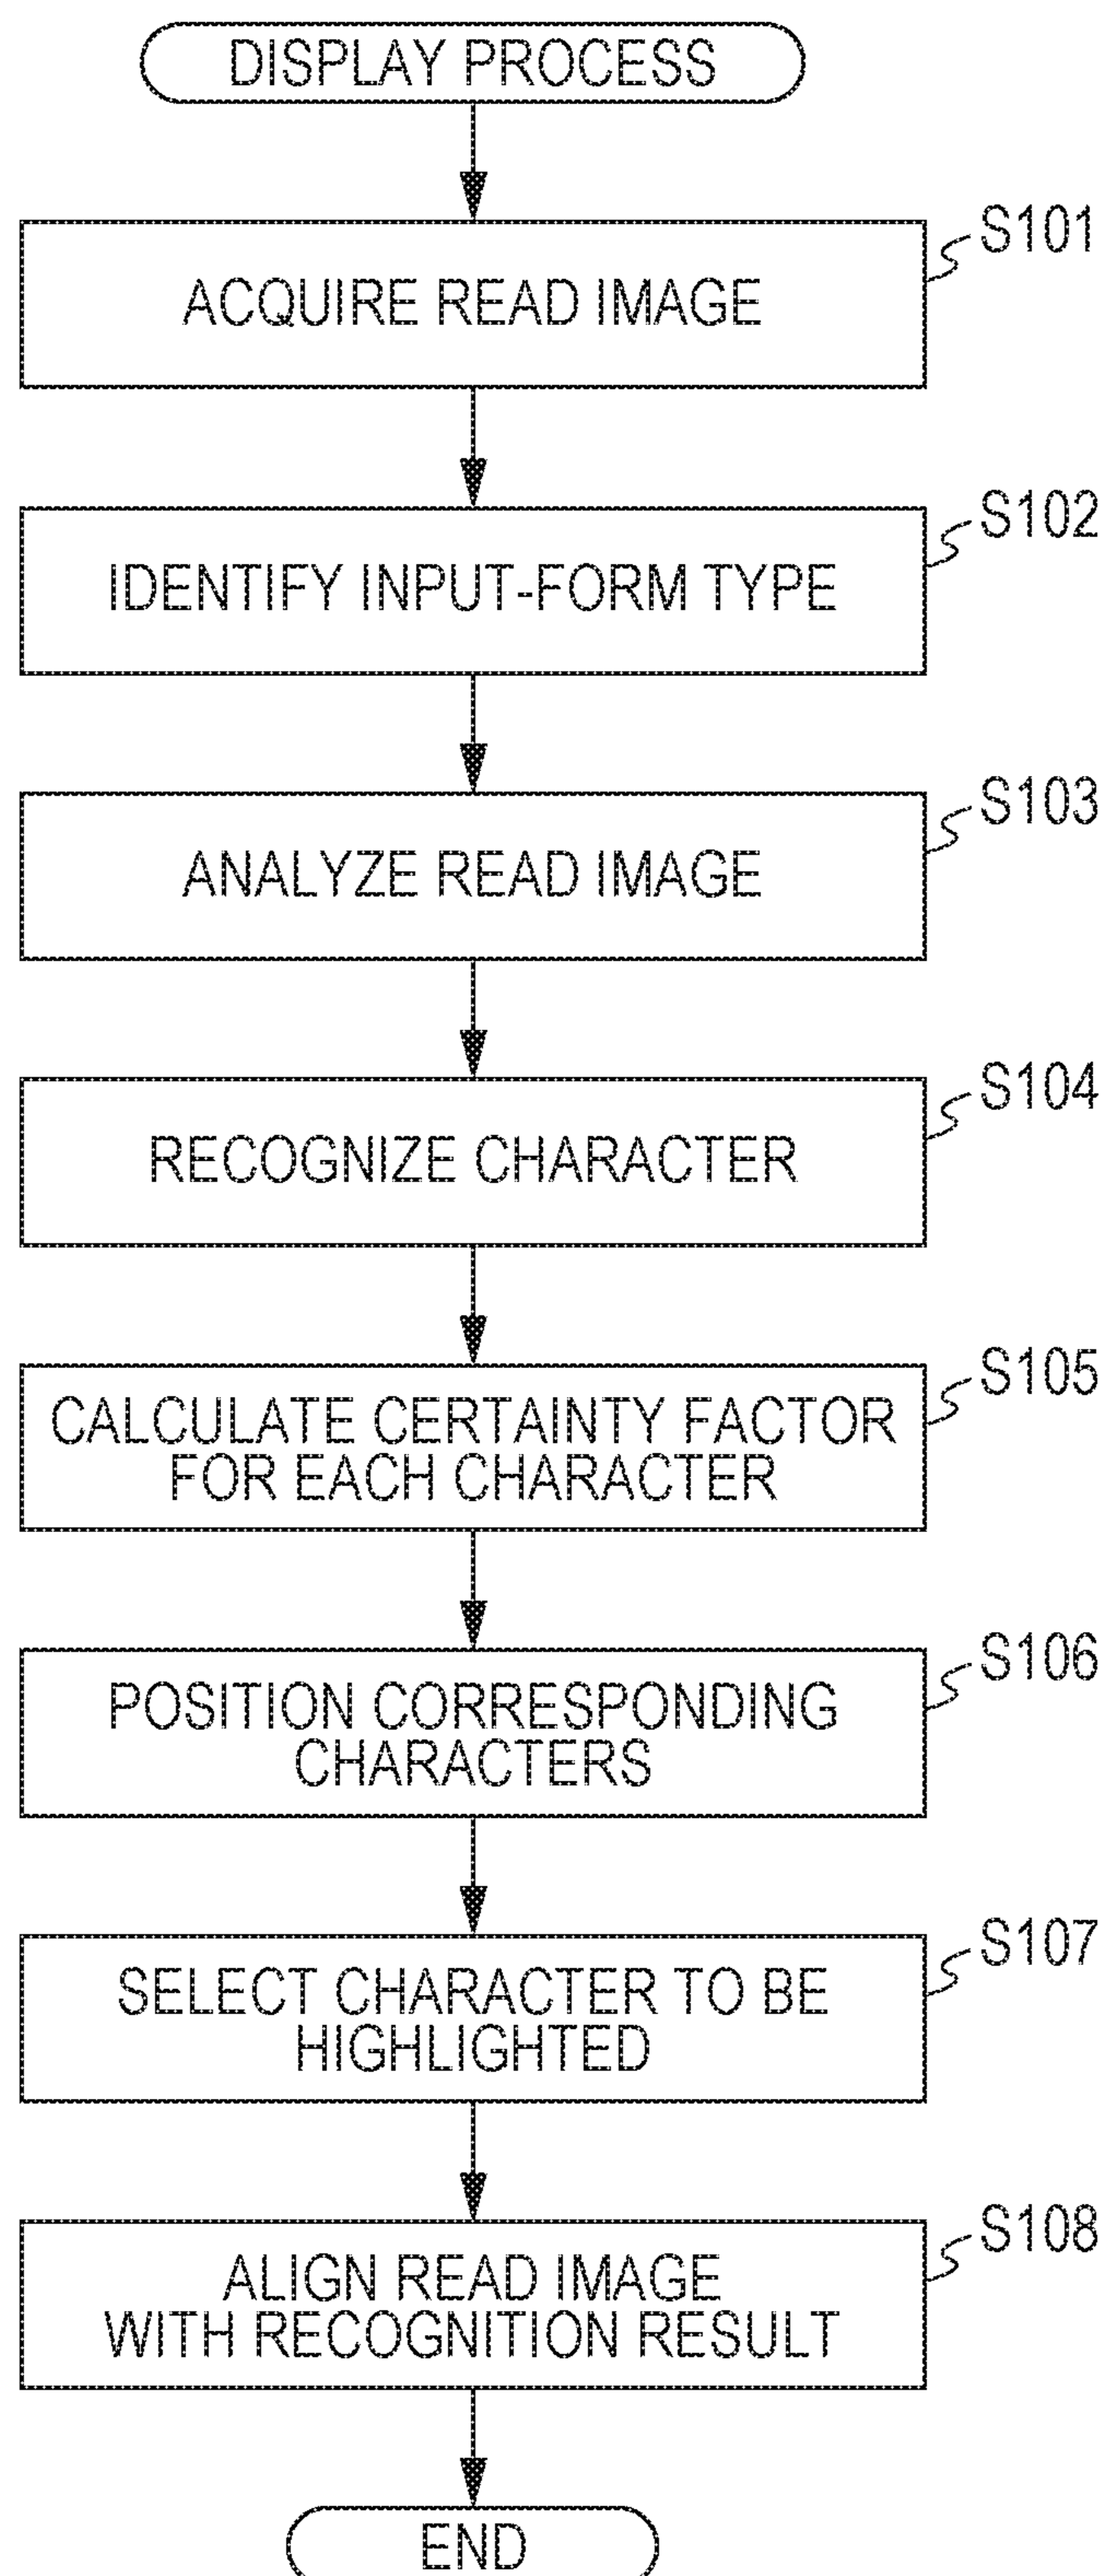 DISPLAY PROCESS
S101
ACQUIRE READ IMAGE
S102
IDENTIFY INPUT-FORM TYPE
S103
ANALYZE READ IMAGE
S104
RECOGNIZE CHARACTER
S105
CALCULATE CERTAINTY FACTOR
FOR EACH CHARACTER
S106
POSITION CORRESPONDING
CHARACTERS
S107
SELECT CHARACTER TO BE
HIGHLIGHTED
S108
ALIGN READ IMAGE
WITH RECOGNITION RESULT
END